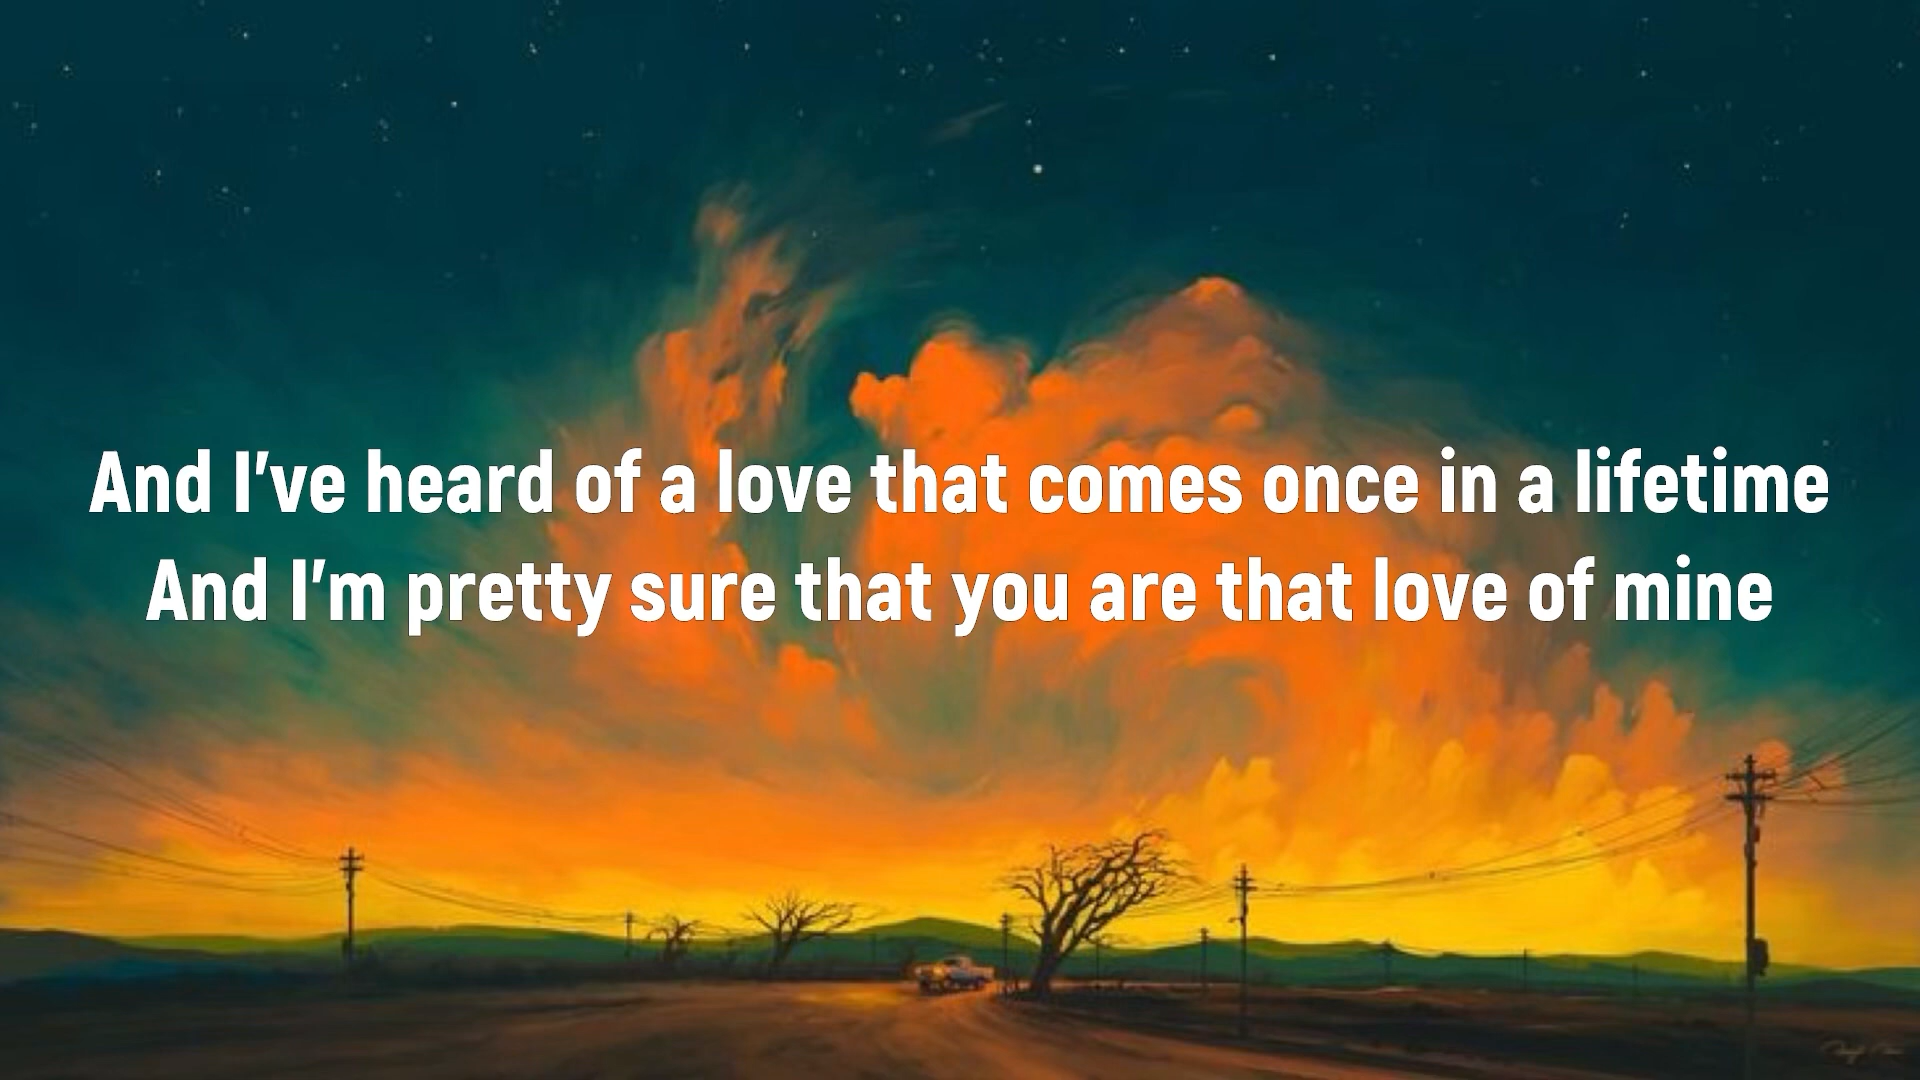 And I've heard of a love that comes once in a lifetime
And I'm pretty sure that you are that love of mine